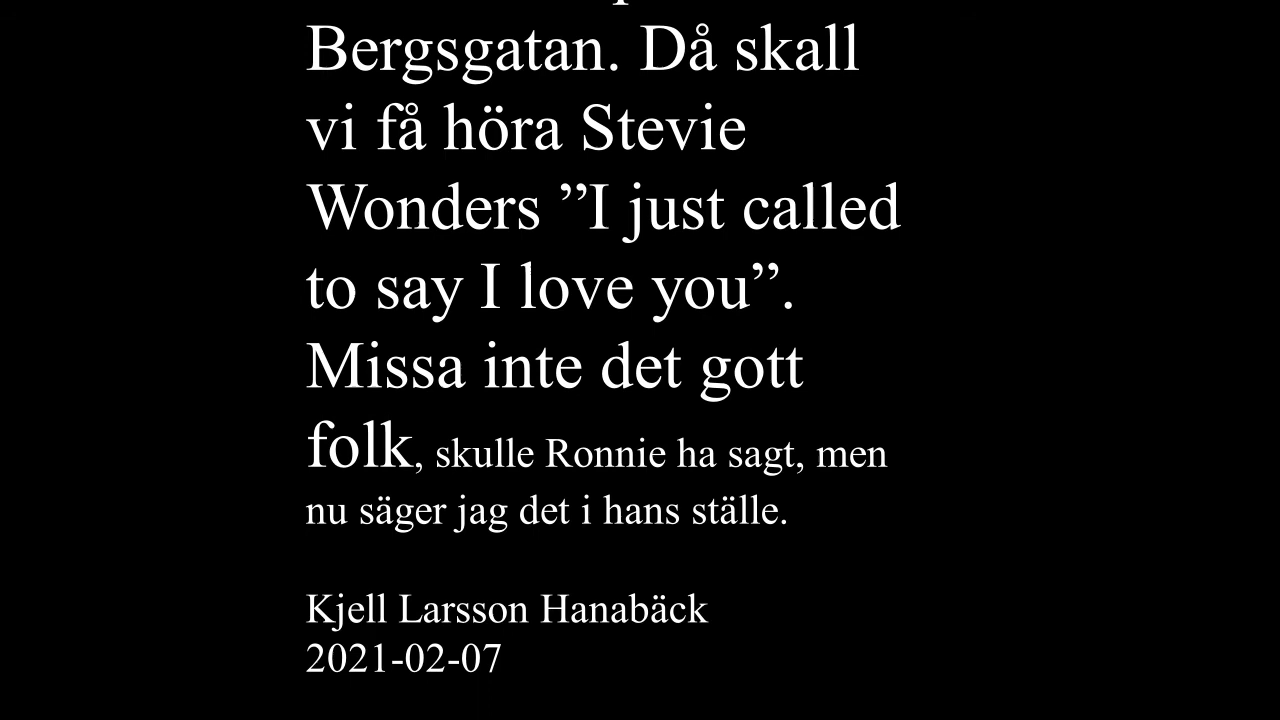 Bergsgatan. Då skall
vi få höra Stevie
Wonders ”I just called
to say I love you”.
Missa inte det gott
folk, skulle Ronnie ha sagt, men
nu säger jag det i hans ställe.
Kjell Larsson Hanabäck
2021-02-07